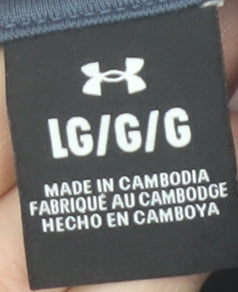 LG/G/G
MADE IN CAMBODIA
FABRIQUÉ AU CAMBODGE
HECHO EN CAMBOYA